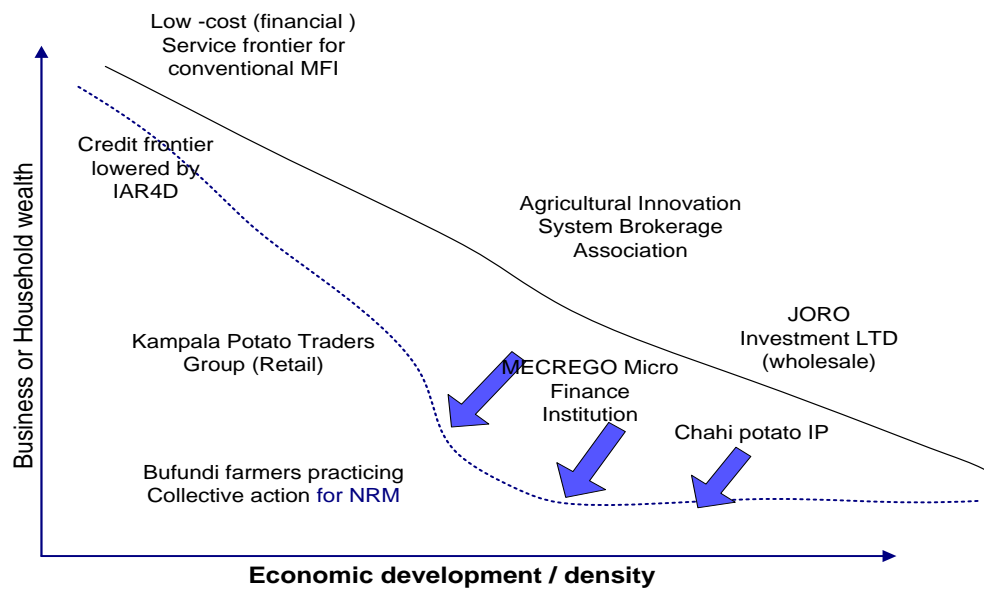 Low -cost (financial )
Service frontier for
conventional MFI
Credit frontier
lowered by
IAR4D
Agricultural Innovation
System Brokerage
Association
JORO
Investment LTD
(wholesale)
Kampala Potato Traders
Group (Retail)
MECREGO Micro
Finance
Institution
Chahi potato IP
Bufundi farmers practicing
Collective action for NRM
Business or Household wealth
Economic development / density